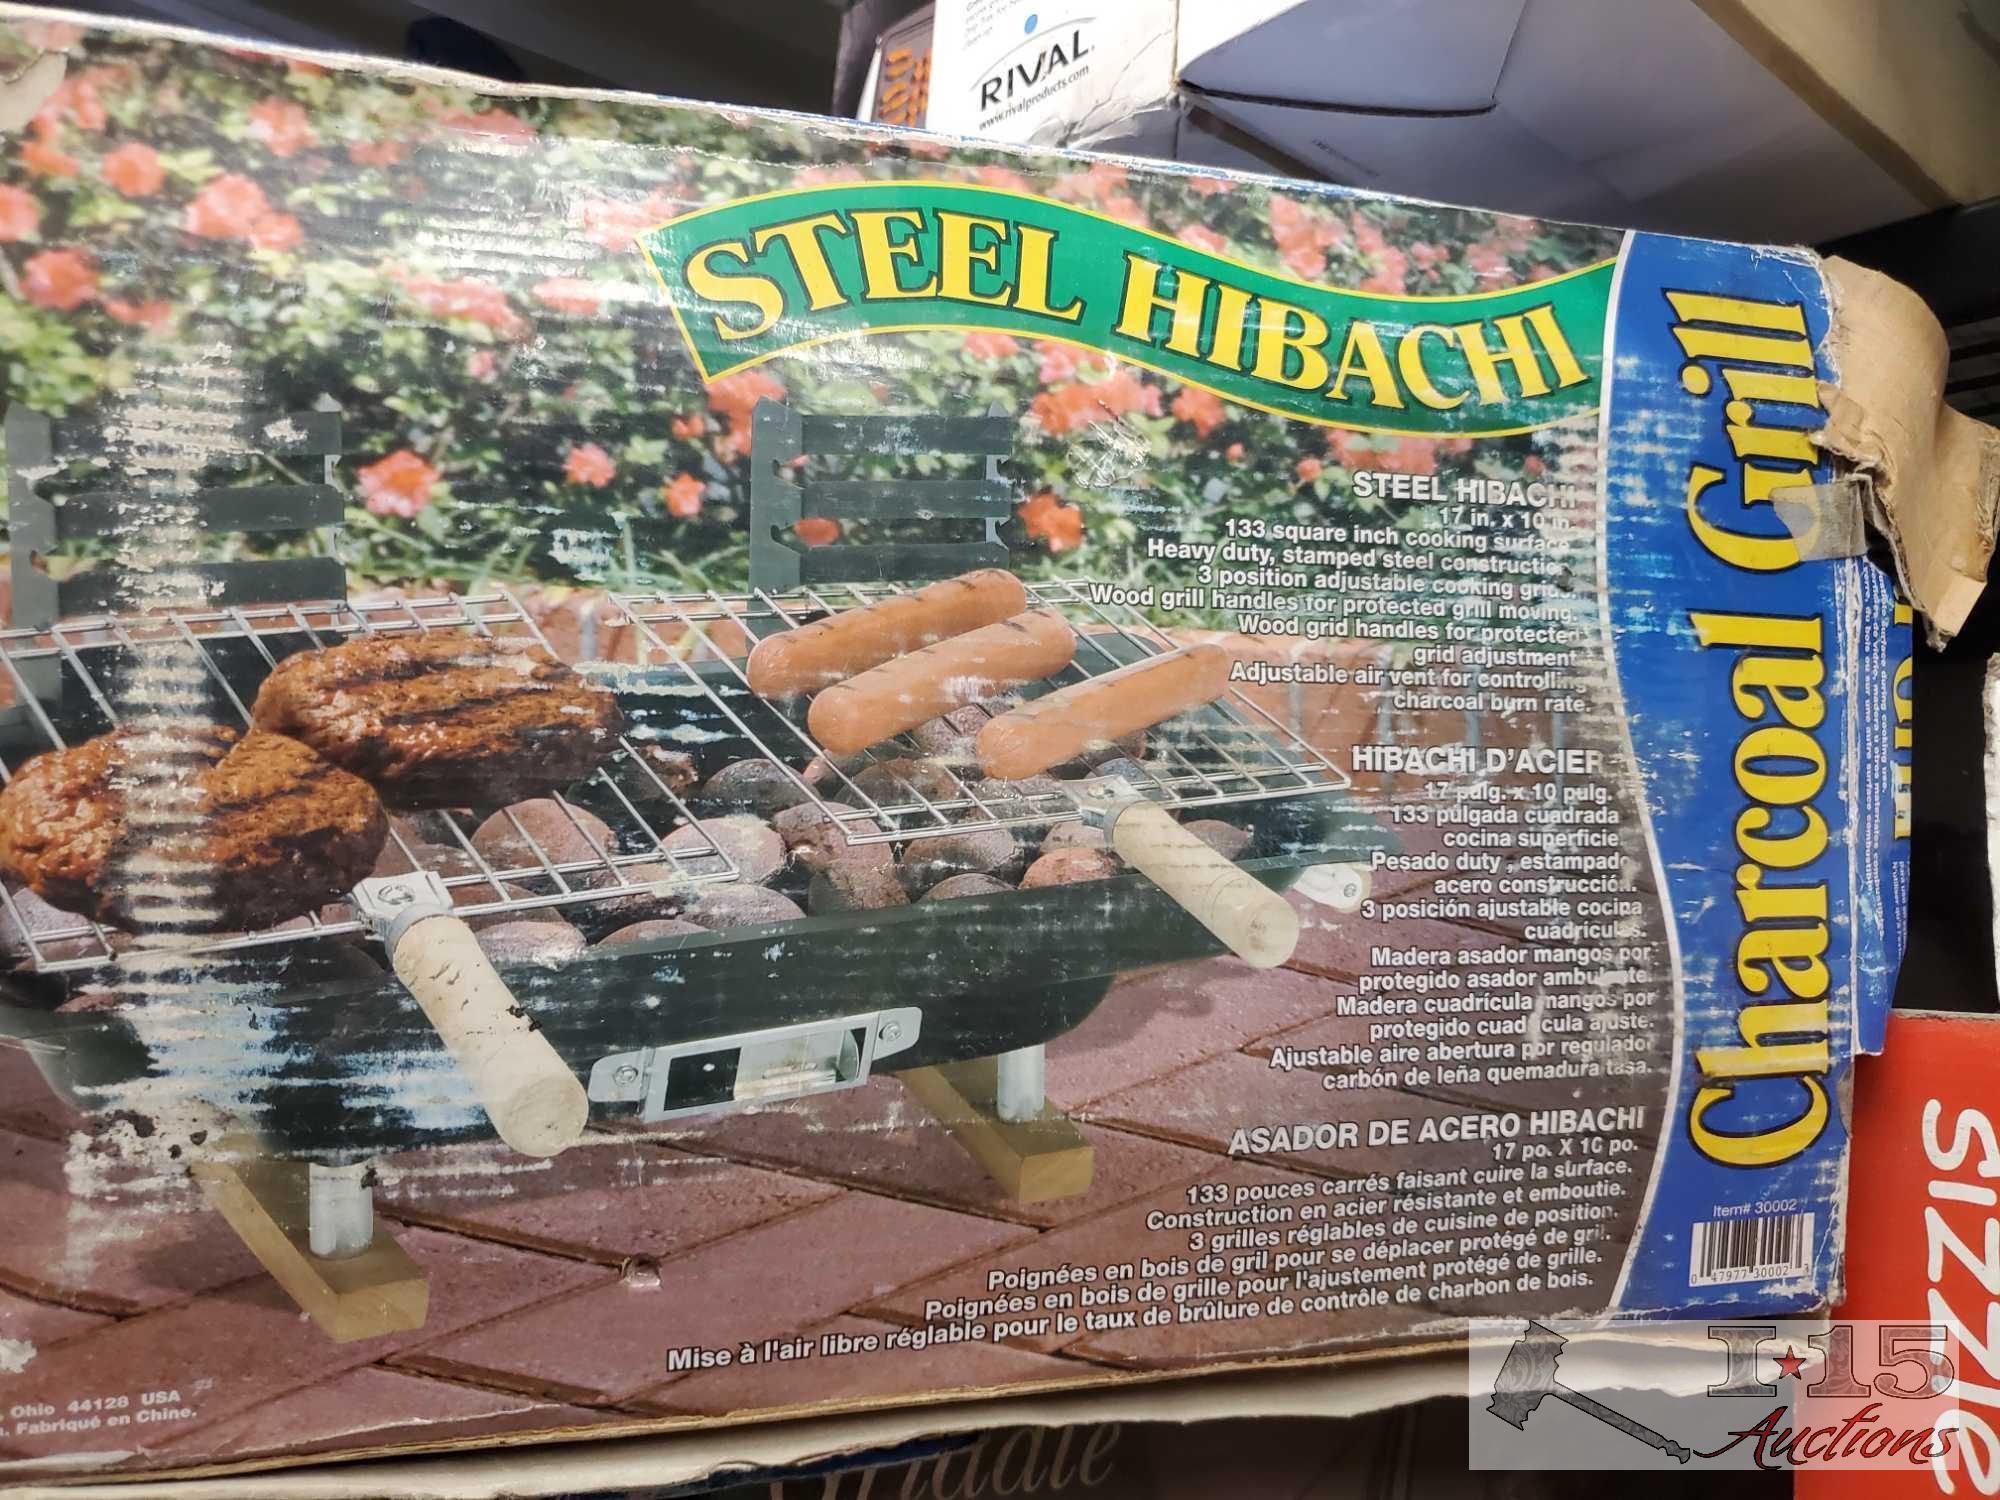 RIVAL
www.rivalproducts.com
STEEL HIBACHI
Charcoal Grill
STEEL HIBACHI
17 in. x 10 in.
133 square inch cooking surface
Heavy duty, stamped steel construction
3 position adjustable cooking grids.
Wood grill handles for protected grill moving.
Wood grid handles for protected
grid adjustment
Adjustable air vent for controlling
charcoal burn rate.
HIBACHI D'ACIER
17 pulg. x 10 pulg.
133 pulgada cuadrada
cocina superficie
Pesado duty, estampado
acero construcción.
3 posición ajustable cocina
cuadrículas.
Madera asador mangos por
protegido asador ambulante.
Madera cuadrícula mangos por
protegido cuadrícula ajuste.
Ajustable aire abertura por regulador
carbón de leña quemadura tasa.
ASADOR DE ACERO HIBACHI
17 po. X 10 po.
133 pouces carrés faisant cuire la surface.
Construction en acier résistante et emboutie.
3 grilles réglables de cuisine de position.
Poignées en bois de gril pour se déplacer protégé de gril.
Poignées en bois de grille pour l'ajustement protégé de grille.
Mise à l'air libre réglable pour le taux de brûlure de contrôle de charbon de bois.
Item# 30002
0 47977 30002 3
Ohio 44128 USA
Fabriqué en Chine.
sizzle
Griddle
I-15
Auctions